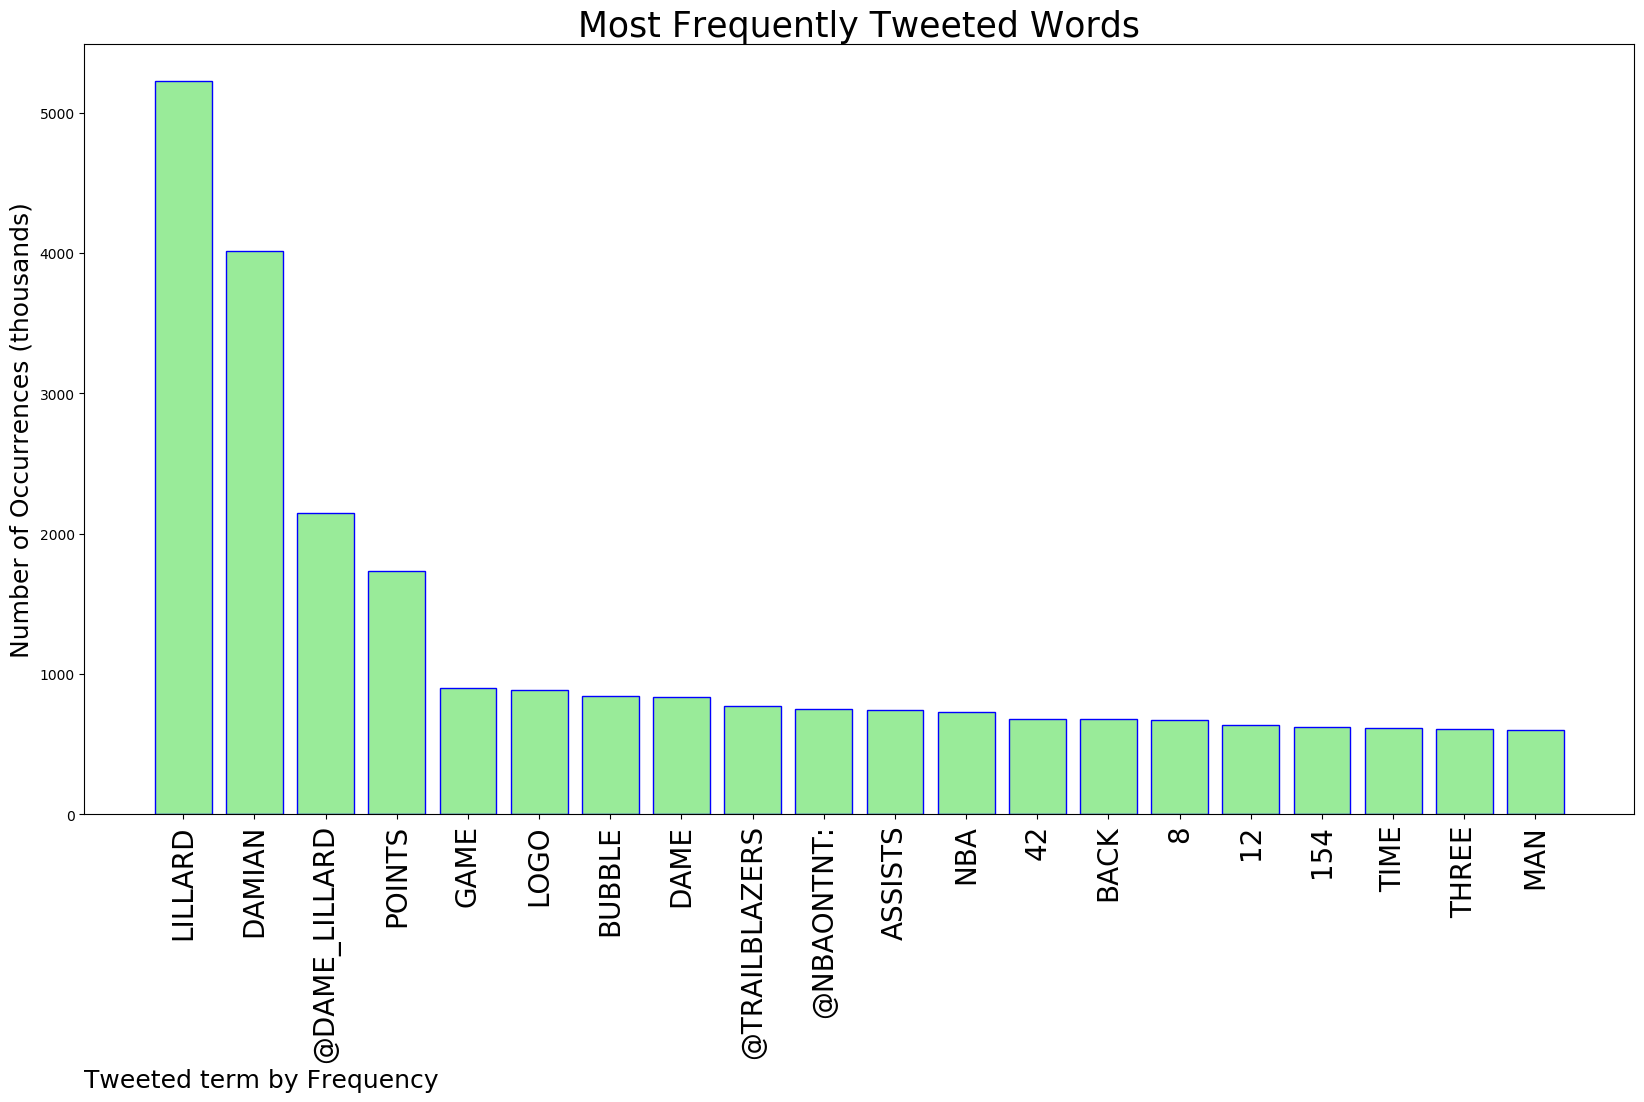 Most Frequently Tweeted Words
Number of Occurrences (thousands)
5000
4000
3000
2000
1000
0
LILLARD
DAMIAN
@DAME_LILLARD
POINTS
GAME
LOGO
BUBBLE
DAME
@TRAILBLAZERS
@NBAONTNT:
ASSISTS
NBA
42
BACK
8
12
154
TIME
THREE
MAN
Tweeted term by Frequency